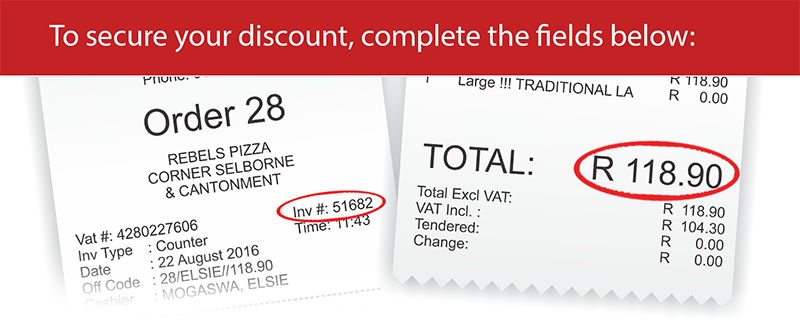 To secure your discount, complete the fields below:
Phone:
Order 28
REBELS PIZZA
CORNER SELBORNE
& CANTONMENT
Inv #: 51682
Vat #: 4280227606
Time: 11:43
Inv Type : Counter
Date : 22 August 2016
Off Code : 28/ELSIE//118.90
Cashier : MOGASWA, ELSIE
R 118.90
1 Large !!! TRADITIONAL LA R 0.00
TOTAL: R 118.90
Total Excl VAT: R 118.90
VAT Incl. : R 104.30
Tendered: R 0.00
Change: R 0.00